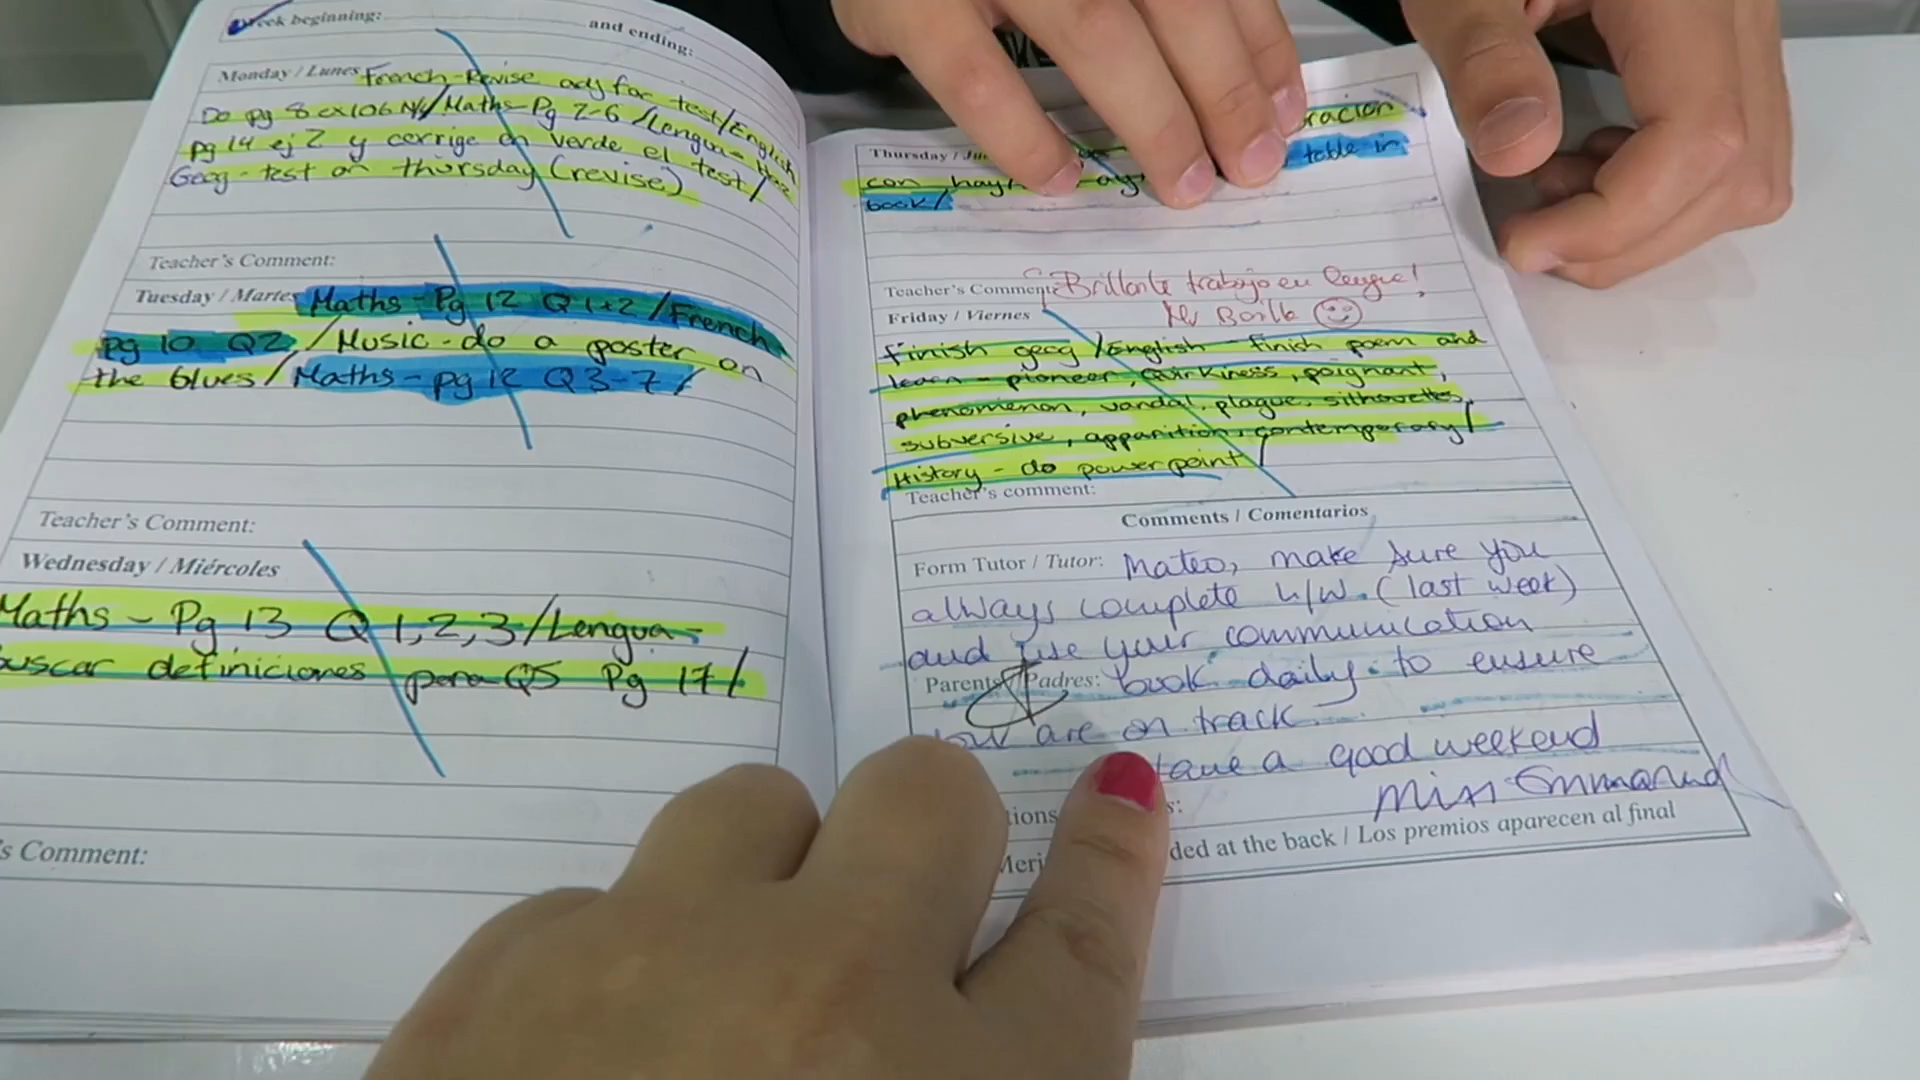 Week beginning: and ending:
Monday / Lunes French - Revise adj for test/English
Do pg 8 ex106 N4/Maths - Pg 2-6/Lengua -
pg 14 ej 2 y corrige en verde el test/
Geog - test on thursday (revise)
Teacher's Comment:
Tuesday / Martes Maths - Pg 12 Q1+2 /French
pg 10 Q2 /Music - do a poster on
the blues/Maths - pg 12 Q3-7/
Teacher's Comment:
Wednesday / Miércoles
Maths - Pg 13 Q 1,2,3/Lengua -
buscar definiciones para Q5 Pg 17/
's Comment:
Thursday / table in
con hay/
book/
Teacher's Comment: ¡Brillante trabajo en lengua!
Friday / Viernes Mr
finish geog /English - finish poem and
learn - pioneer, quirkiness, poignant,
phenomenon, vandal, plague, silhouettes,
subversive, apparition, contemporary/
History - do powerpoint /
Teacher's comment:
Comments / Comentarios
Form Tutor / Tutor: Mateo, make sure you
always complete h/w. (last week)
and use your communication
Parents / Padres: book daily to ensure
you are on track.
Have a good weekend
Miss Emmanuel
ded at the back / Los premios aparecen al final